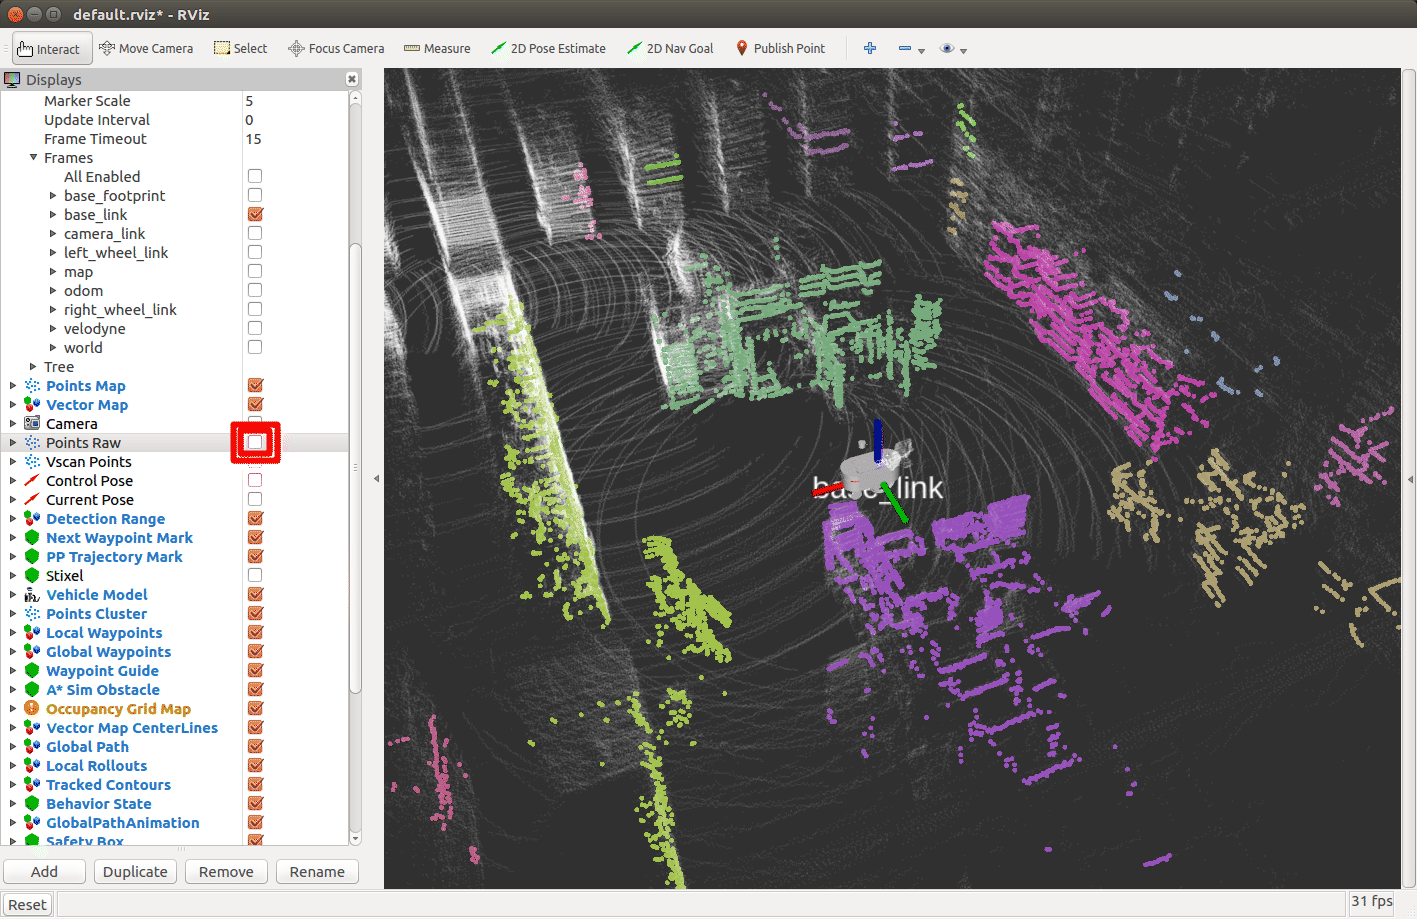 default.rviz* - RViz
Interact Move Camera Select Focus Camera Measure 2D Pose Estimate 2D Nav Goal Publish Point
Displays
Marker Scale 5
Update Interval 0
Frame Timeout 15
Frames
All Enabled
base_footprint
base_link
camera_link
left_wheel_link
map
odom
right_wheel_link
velodyne
world
Tree
Points Map
Vector Map
Camera
Points Raw
Vscan Points
Control Pose
Current Pose
Detection Range
Next Waypoint Mark
PP Trajectory Mark
Stixel
Vehicle Model
Points Cluster
Local Waypoints
Global Waypoints
Waypoint Guide
A* Sim Obstacle
Occupancy Grid Map
Vector Map CenterLines
Global Path
Local Rollouts
Tracked Contours
Behavior State
GlobalPathAnimation
Safety Box
Add Duplicate Remove Rename
Reset
base_link
31 fps